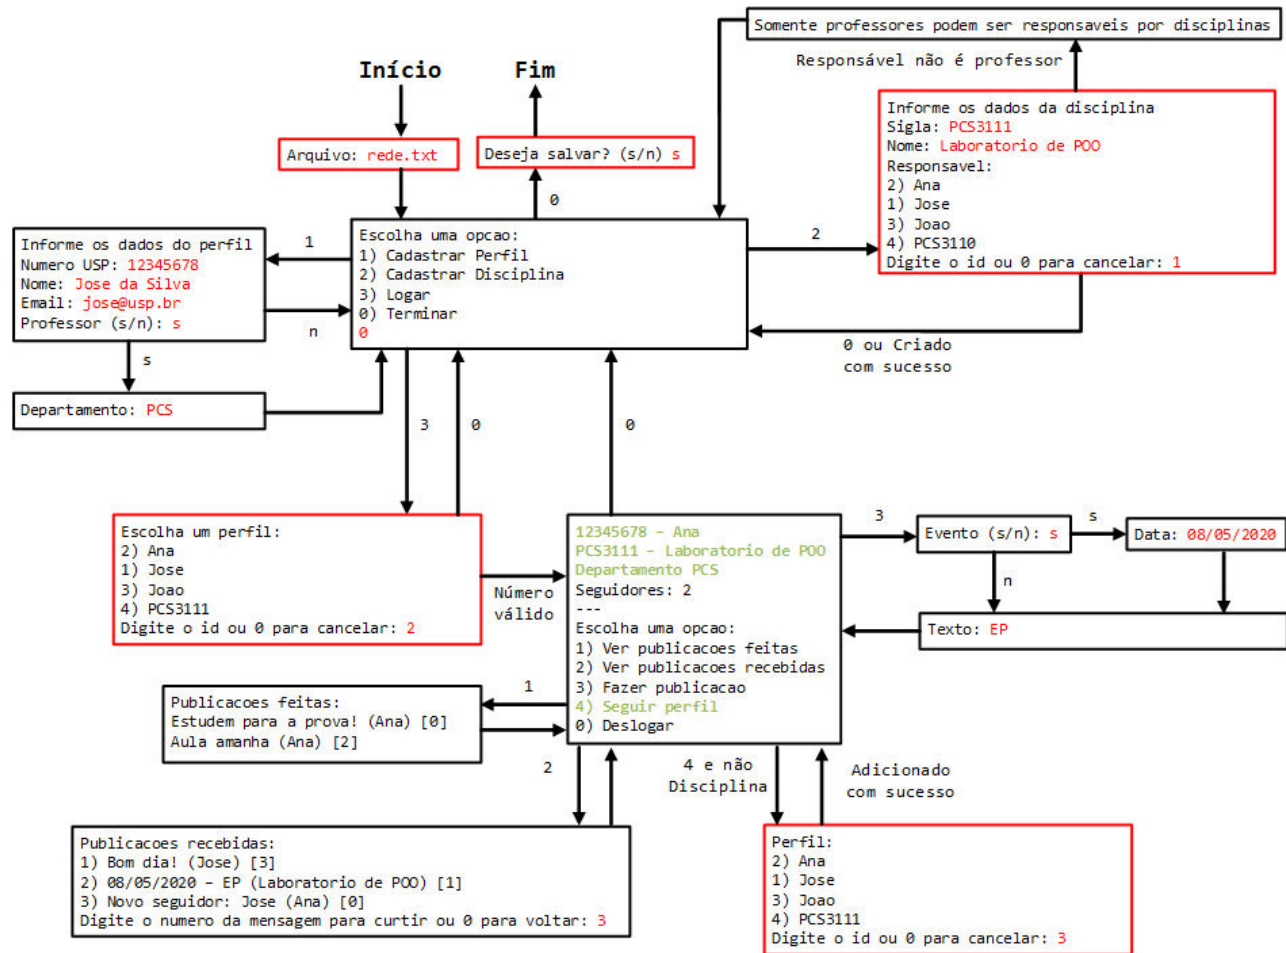 Somente professores podem ser responsaveis por disciplinas
Responsável não é professor
Início
Fim
Arquivo: rede.txt
Deseja salvar? (s/n) s
Informe os dados da disciplina
Sigla: PCS3111
Nome: Laboratorio de POO
Responsavel:
2) Ana
1) Jose
3) Joao
4) PCS3110
Digite o id ou 0 para cancelar: 1
0
Informe os dados do perfil
Numero USP: 12345678
Nome: Jose da Silva
Email: jose@usp.br
Professor (s/n): s
1
n
s
Departamento: PCS
Escolha uma opcao:
1) Cadastrar Perfil
2) Cadastrar Disciplina
3) Logar
0) Terminar
0
2
0 ou Criado
com sucesso
3
0
0
Escolha um perfil:
2) Ana
1) Jose
3) Joao
4) PCS3111
Digite o id ou 0 para cancelar: 2
Número
válido
12345678 – Ana
PCS3111 – Laboratorio de POO
Departamento PCS
Seguidores: 2
---
Escolha uma opcao:
1) Ver publicacoes feitas
2) Ver publicacoes recebidas
3) Fazer publicacao
4) Seguir perfil
0) Deslogar
3
Evento (s/n): s
s
Data: 08/05/2020
n
Texto: EP
1
Publicacoes feitas:
Estudem para a prova! (Ana) [0]
Aula amanha (Ana) [2]
2
4 e não
Disciplina
Adicionado
com sucesso
Publicacoes recebidas:
1) Bom dia! (Jose) [3]
2) 08/05/2020 – EP (Laboratorio de POO) [1]
3) Novo seguidor: Jose (Ana) [0]
Digite o numero da mensagem para curtir ou 0 para voltar: 3
Perfil:
2) Ana
1) Jose
3) Joao
4) PCS3111
Digite o id ou 0 para cancelar: 3